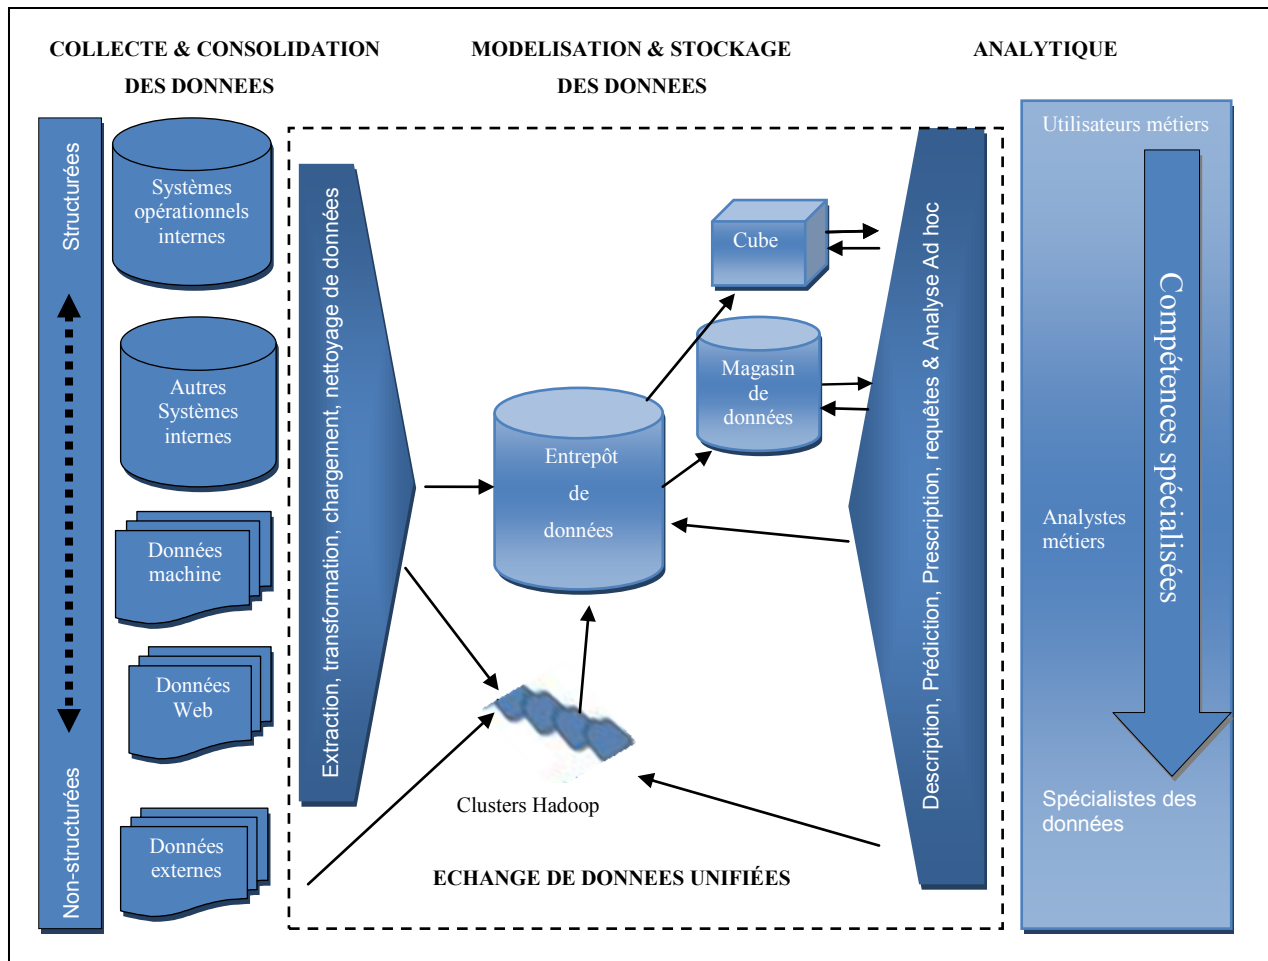 COLLECTE & CONSOLIDATION
DES DONNEES
MODELISATION & STOCKAGE
DES DONNEES
ANALYTIQUE
Structurées
Non-structurées
Systèmes
opérationnels
internes
Autres
Systèmes
internes
Données
machine
Données
Web
Données
externes
Extraction, transformation, chargement, nettoyage de données
Entrepôt
de
données
Cube
Magasin
de
données
Clusters Hadoop
ECHANGE DE DONNEES UNIFIÉES
Description, Prédiction, Prescription, requêtes & Analyse Ad hoc
Utilisateurs métiers
Compétences spécialisées
Analystes
métiers
Spécialistes des
données